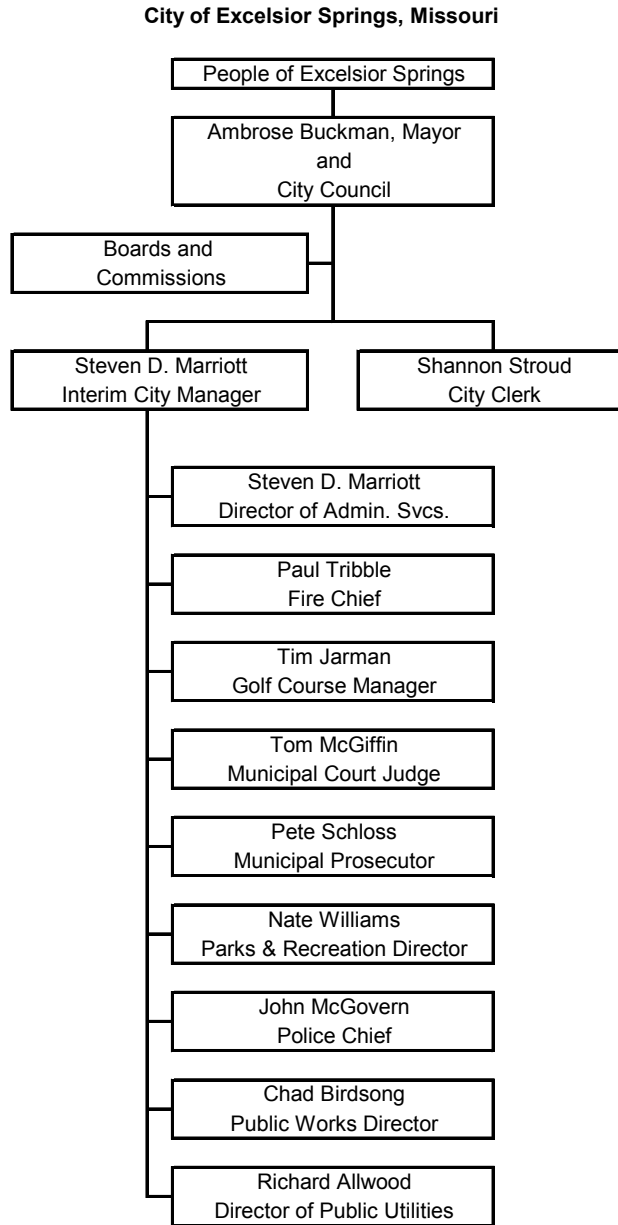 City of Excelsior Springs, Missouri
People of Excelsior Springs
Ambrose Buckman, Mayor
and
City Council
Boards and
Commissions
Steven D. Marriott
Interim City Manager
Shannon Stroud
City Clerk
Steven D. Marriott
Director of Admin. Svcs.
Paul Tribble
Fire Chief
Tim Jarman
Golf Course Manager
Tom McGiffin
Municipal Court Judge
Pete Schloss
Municipal Prosecutor
Nate Williams
Parks & Recreation Director
John McGovern
Police Chief
Chad Birdsong
Public Works Director
Richard Allwood
Director of Public Utilities